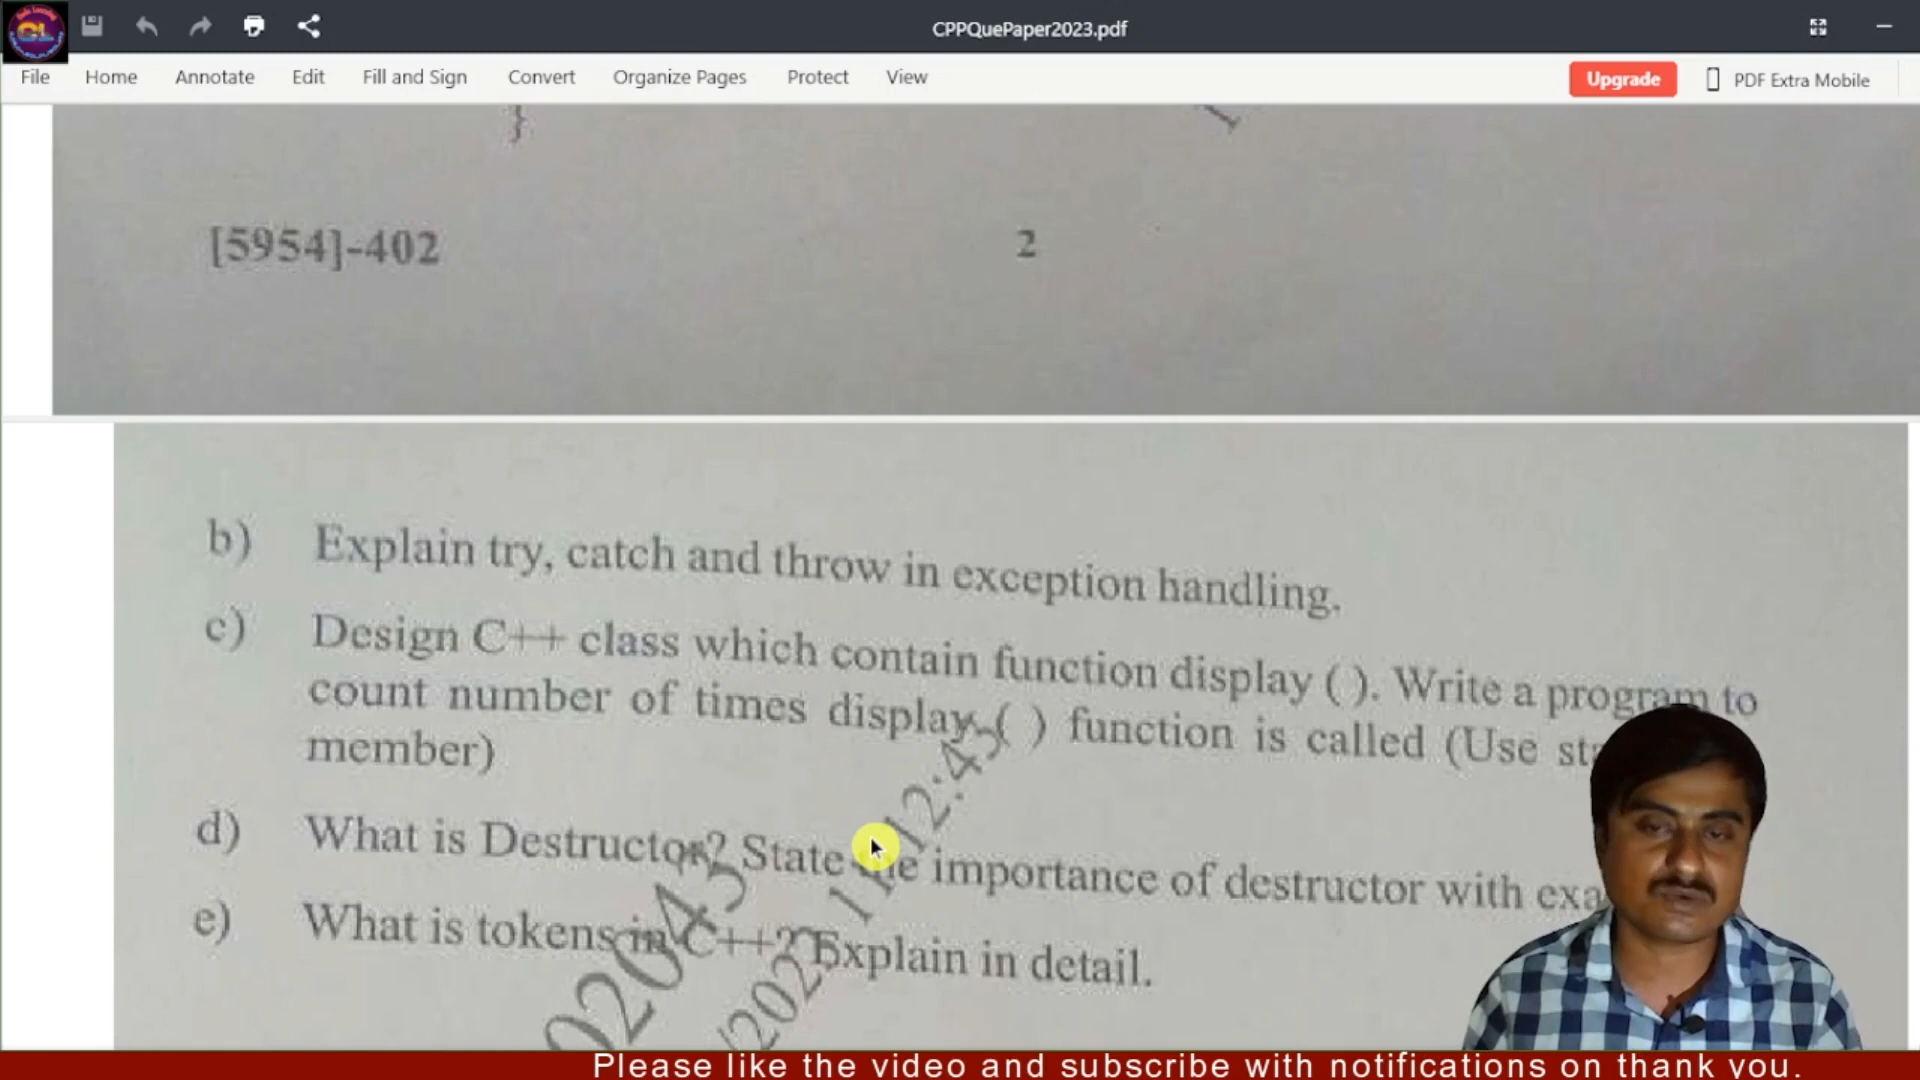 CPPQuePaper2023.pdf
File Home Annotate Edit Fill and Sign Convert Organize Pages Protect View Upgrade PDF Extra Mobile
}
[5954]-402 2
b) Explain try, catch and throw in exception handling.
c) Design C++ class which contain function display ( ). Write a program to
count number of times display ( ) function is called (Use
member)
d) What is Destructor? State the importance of destructor with
e) What is tokens in C++? Explain in detail.
Please like the video and subscribe with notifications on thank you.